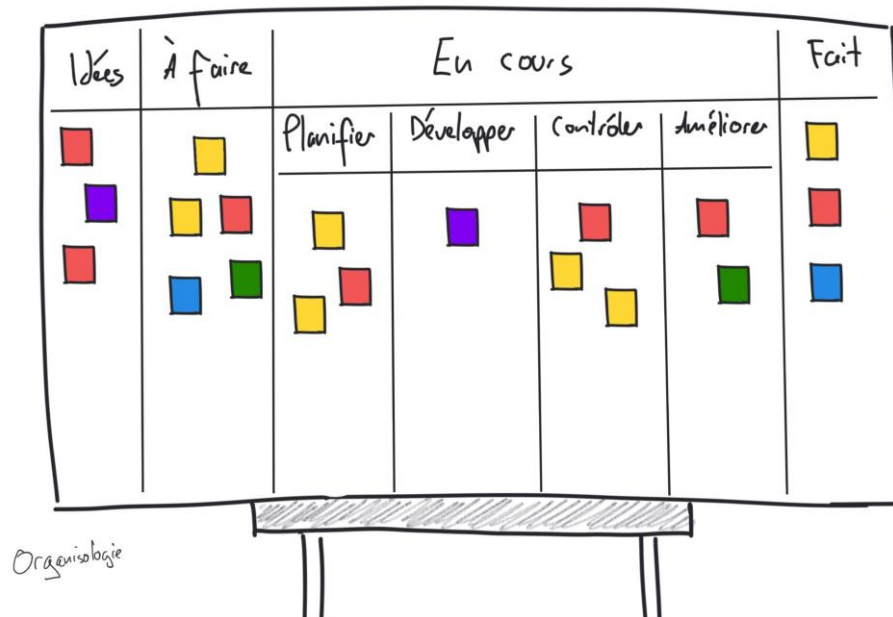 Idées
À faire
En cours
Fait
Planifier
Développer
Contrôler
Améliorer
Organisologie